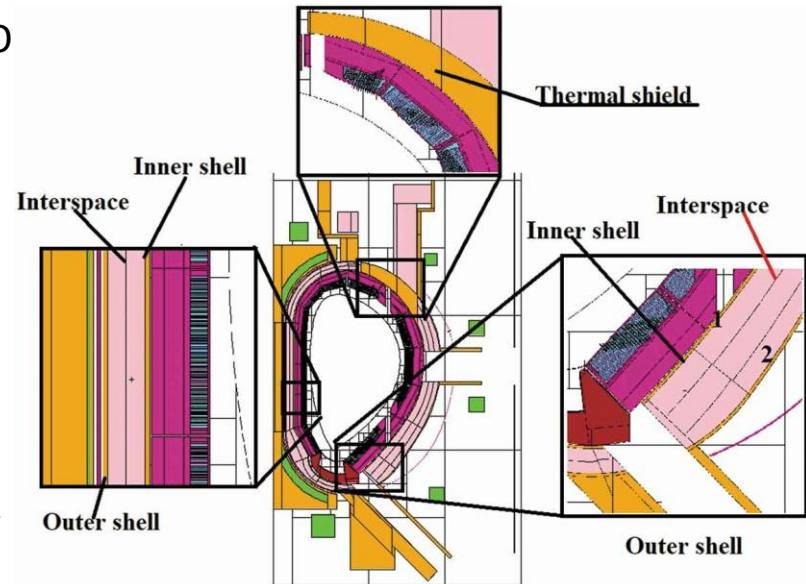 Thermal shield
Inner shell
Interspace
Interspace
Inner shell
1
2
Outer shell
Outer shell